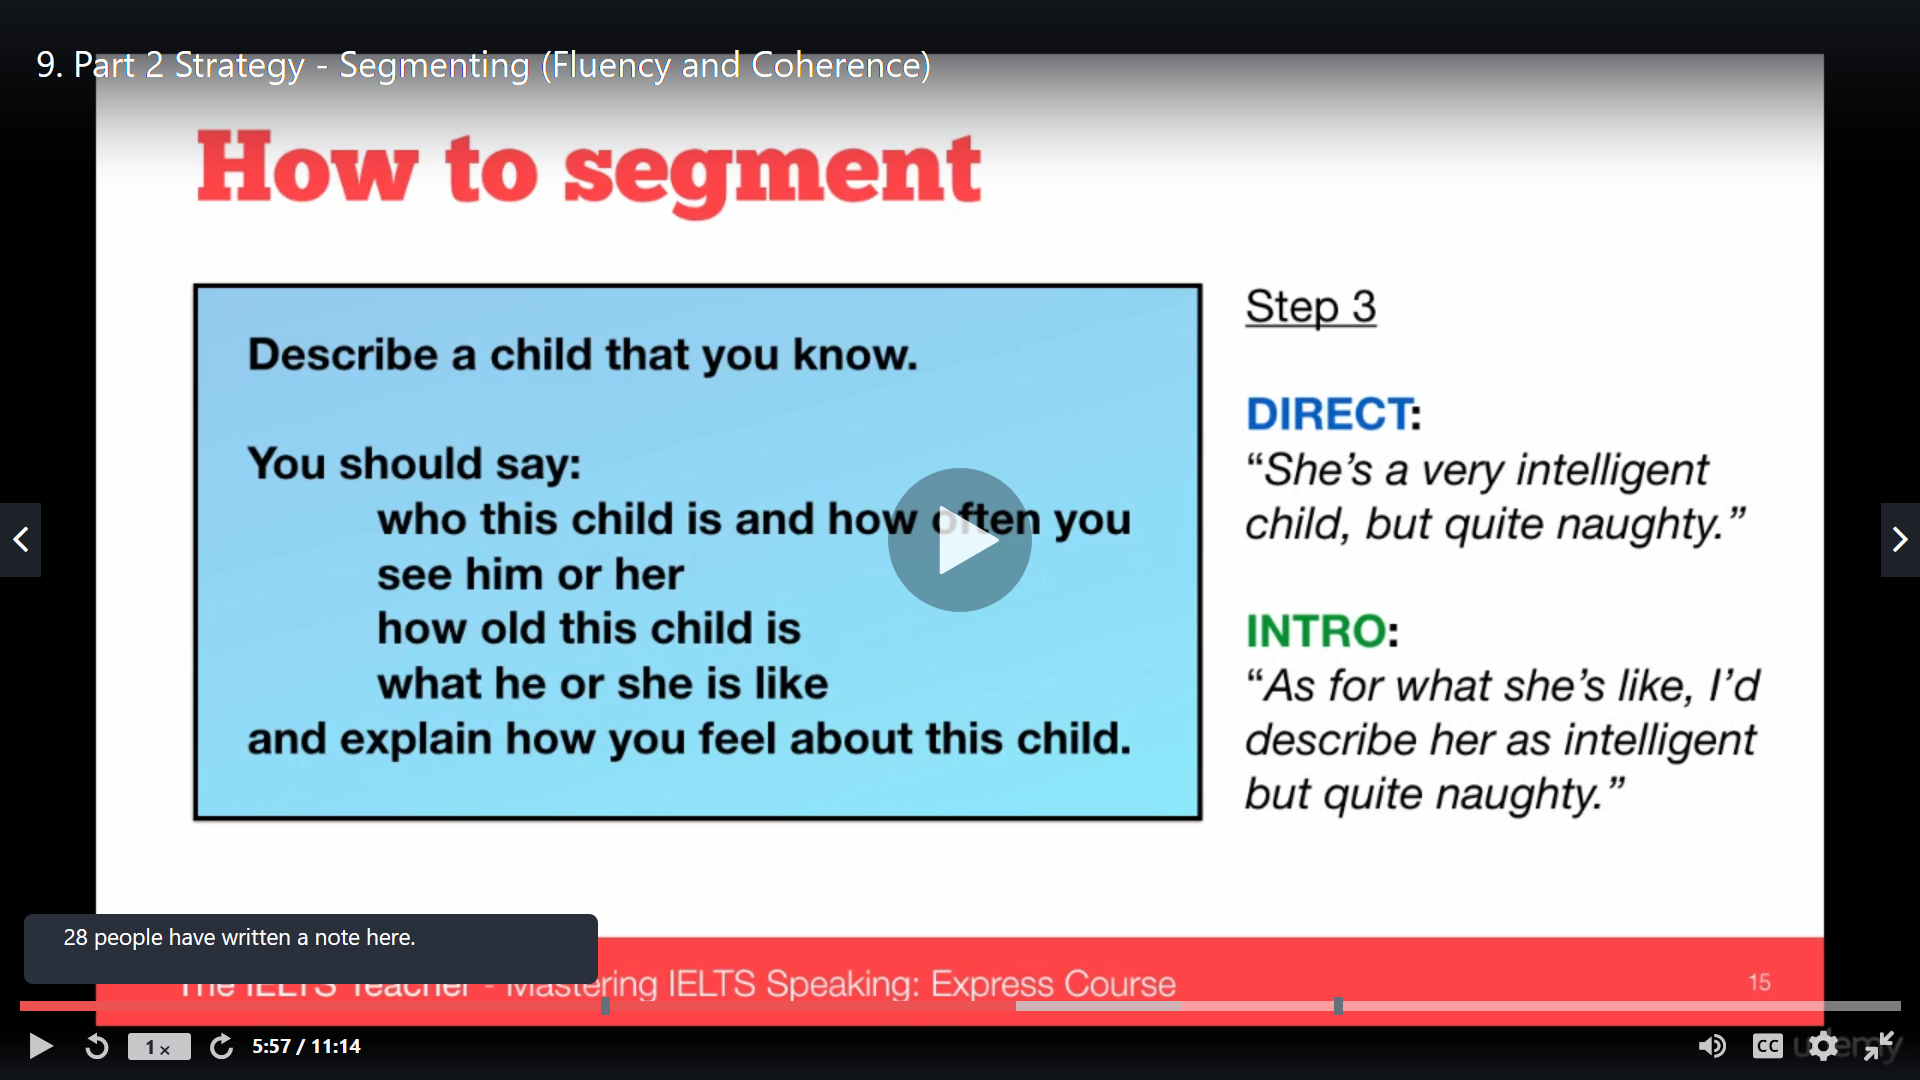 9. Part 2 Strategy - Segmenting (Fluency and Coherence)
How to segment
Describe a child that you know.
You should say:
who this child is and how often you
see him or her
how old this child is
what he or she is like
and explain how you feel about this child.
Step 3
DIRECT:
“She’s a very intelligent
child, but quite naughty.”
INTRO:
“As for what she’s like, I’d
describe her as intelligent
but quite naughty.”
28 people have written a note here.
The IELTS Teacher - Mastering IELTS Speaking: Express Course
15
1x
5:57 / 11:14
CC
udemy